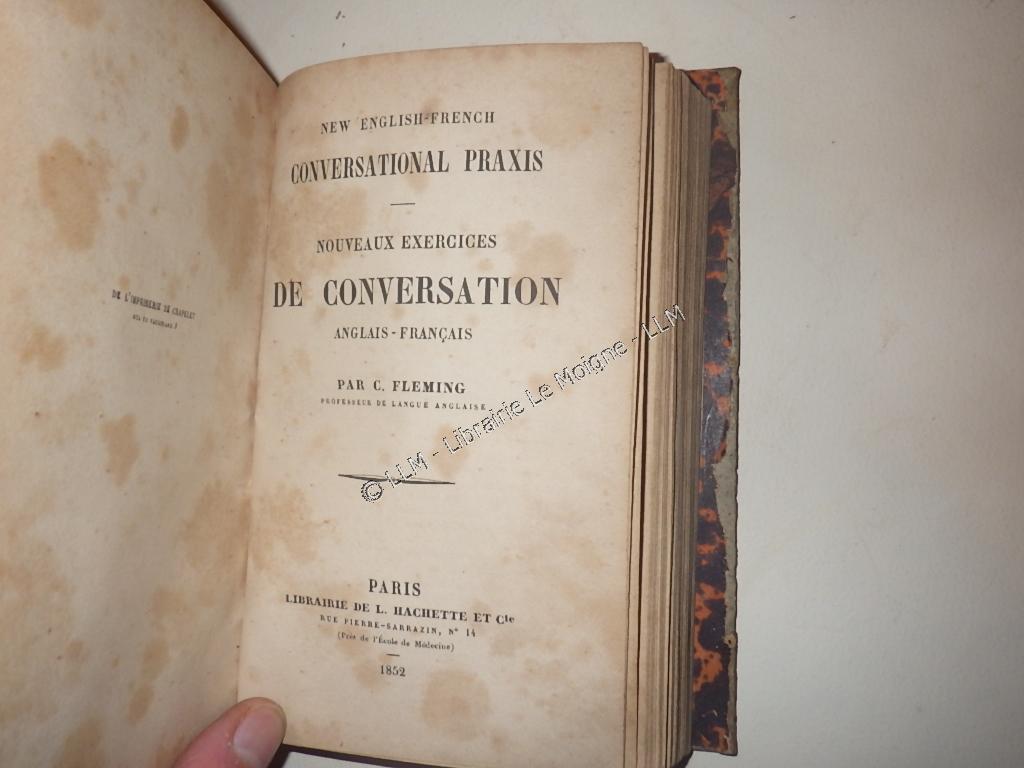 DE L'IMPRIMERIE DE CRAPELET
NEW ENGLISH-FRENCH
CONVERSATIONAL PRAXIS
NOUVEAUX EXERCICES
DE CONVERSATION
ANGLAIS-FRANÇAIS
PAR C. FLEMING
PROFESSEUR DE LANGUE ANGLAISE
© LLM - Librairie Le Moigne - LLM
PARIS
LIBRAIRIE DE L. HACHETTE ET Cie
RUE PIERRE-SARRAZIN, N° 14
(Près de l'École de Médecine)
1852